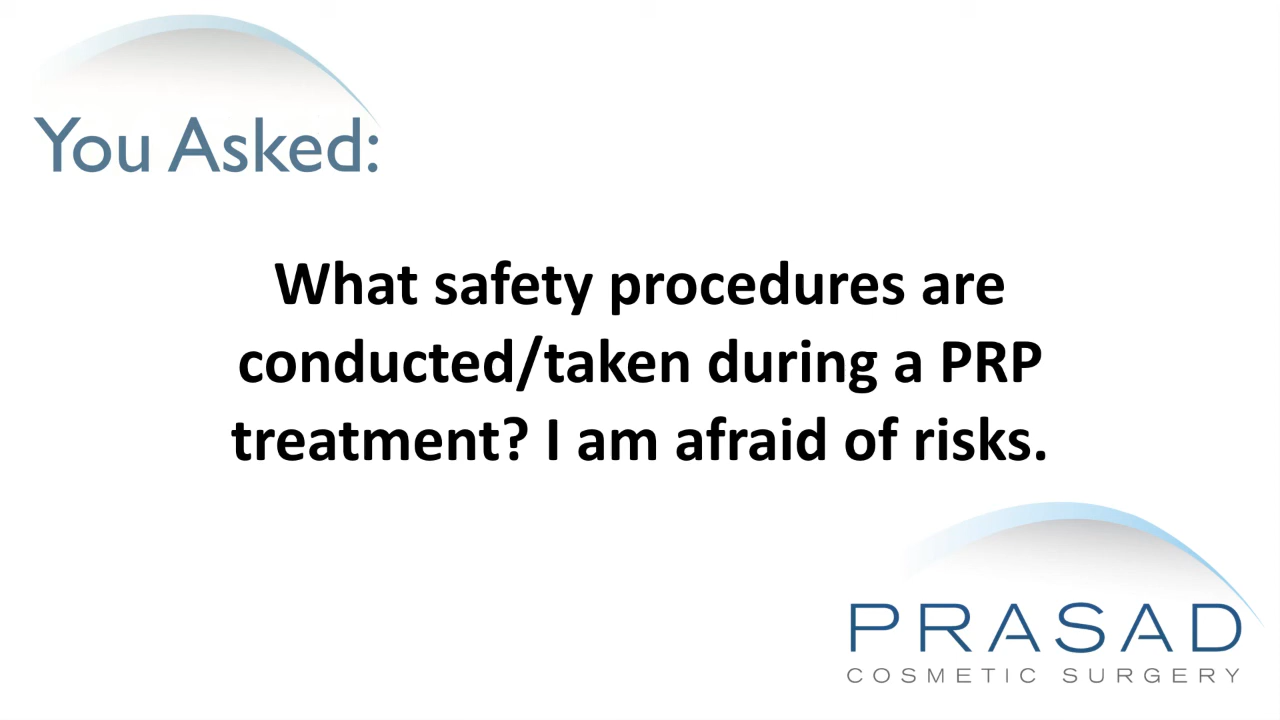 You Asked:
What safety procedures are
conducted/taken during a PRP
treatment? I am afraid of risks.
PRASAD
COSMETIC SURGERY